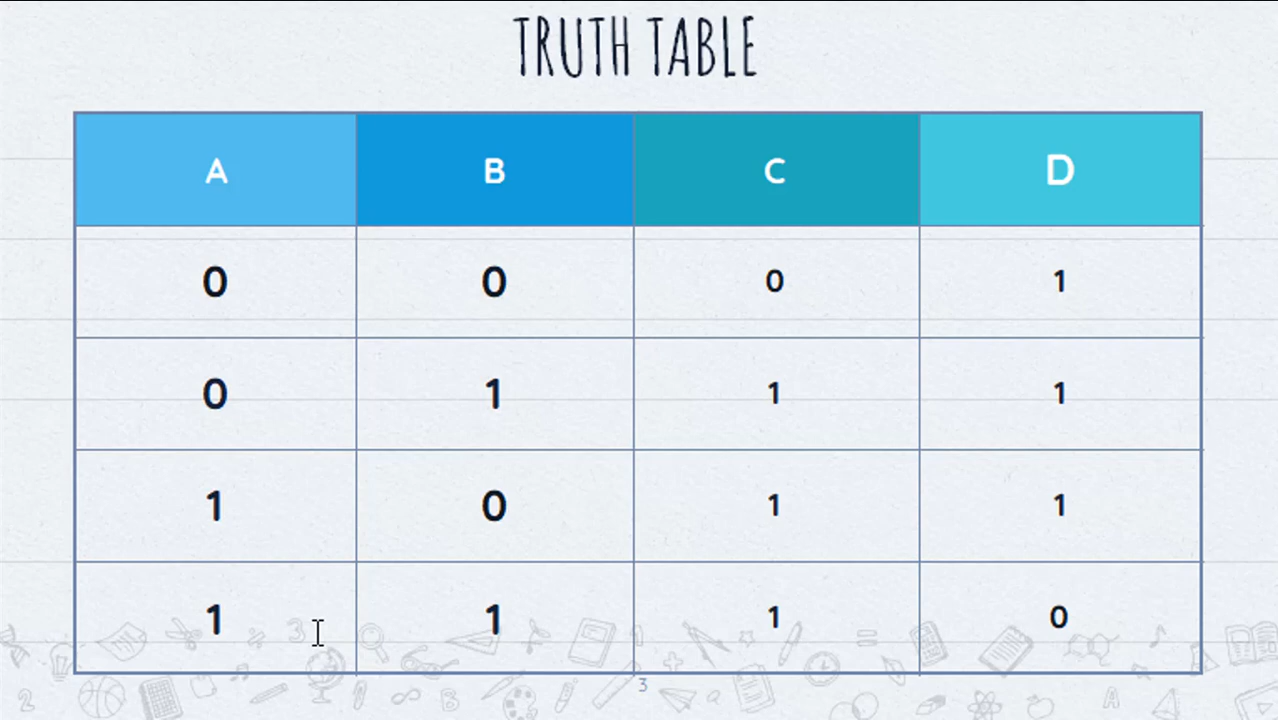 TRUTH TABLE
A B C D
0 0 0 1
0 1 1 1
1 0 1 1
1 1 1 0
3